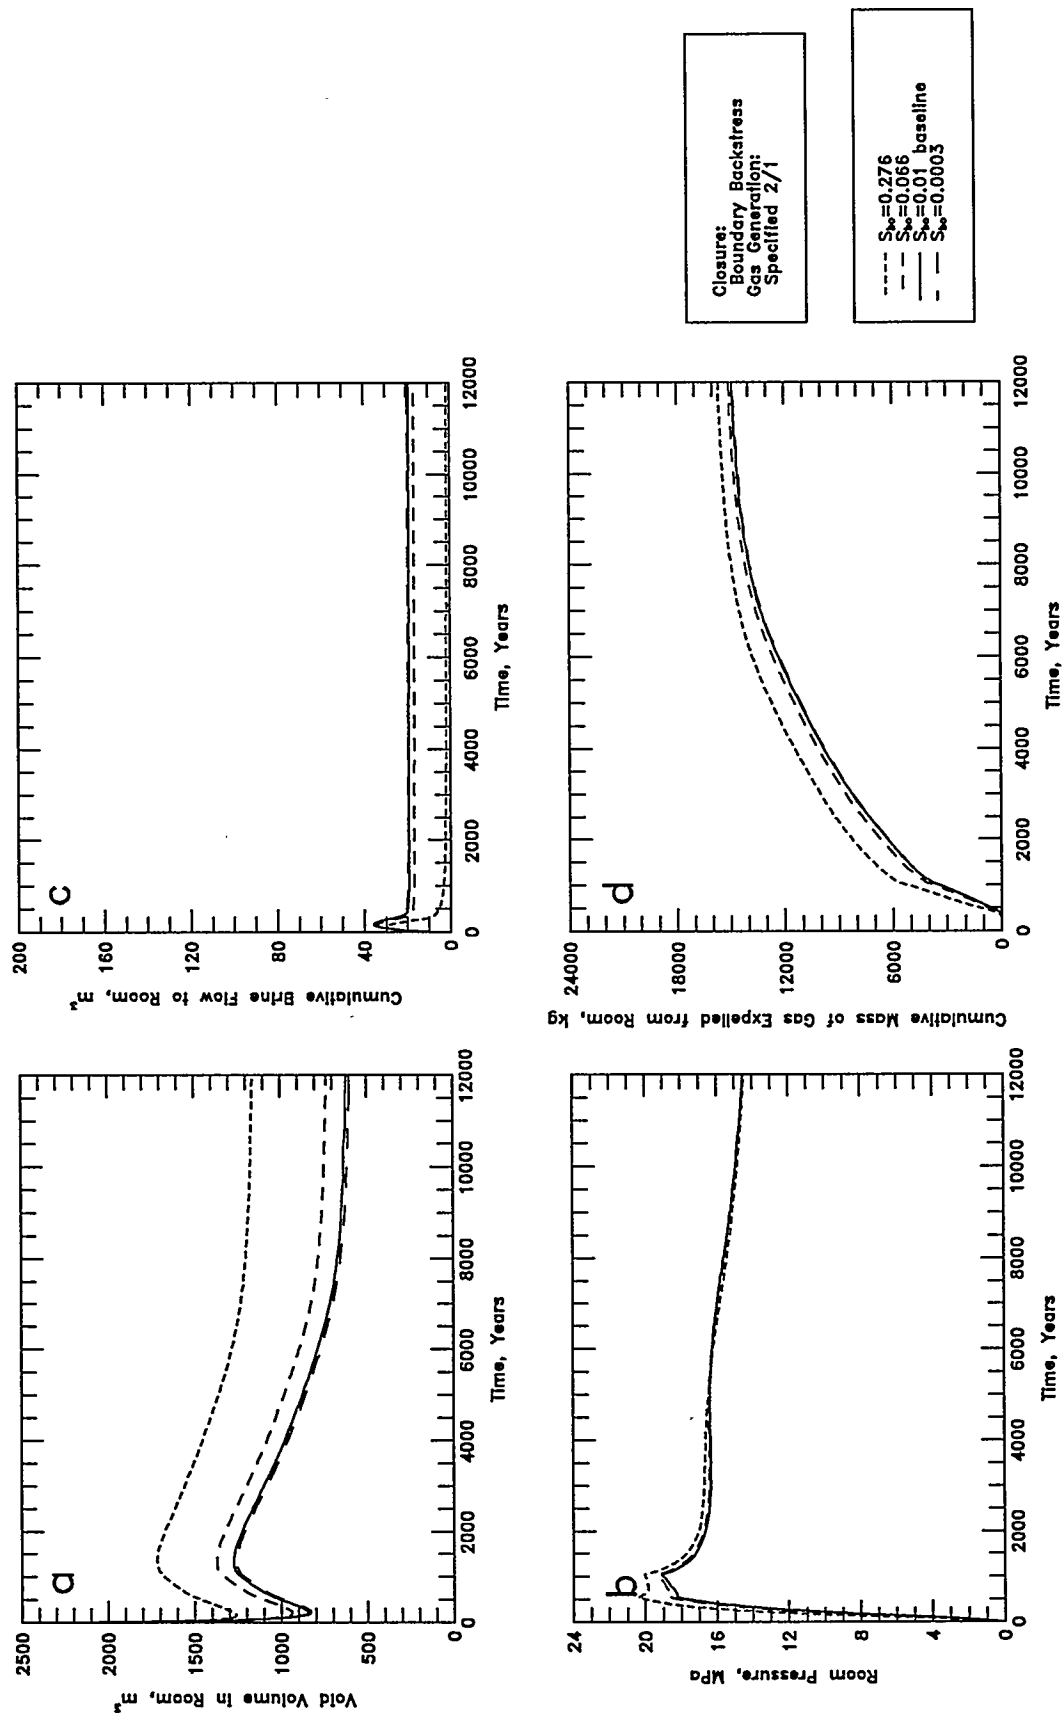 a
Void Volume in Room, m³
2500
2000
1500
1000
500
0
0 2000 4000 6000 8000 10000 12000
Time, Years
c
Cumulative Brine Flow to Room, m³
200
160
120
80
40
0
0 2000 4000 6000 8000 10000 12000
Time, Years
b
Room Pressure, MPa
24
20
16
12
8
4
0
0 2000 4000 6000 8000 10000 12000
Time, Years
d
Cumulative Mass of Gas Expelled from Room, kg
24000
18000
12000
6000
0
0 2000 4000 6000 8000 10000 12000
Time, Years
Closure:
Boundary Backstress
Gas Generation:
Specified 2/1
S_bo=0.276
S_bo=0.066
S_bo=0.01 baseline
S_bo=0.0003